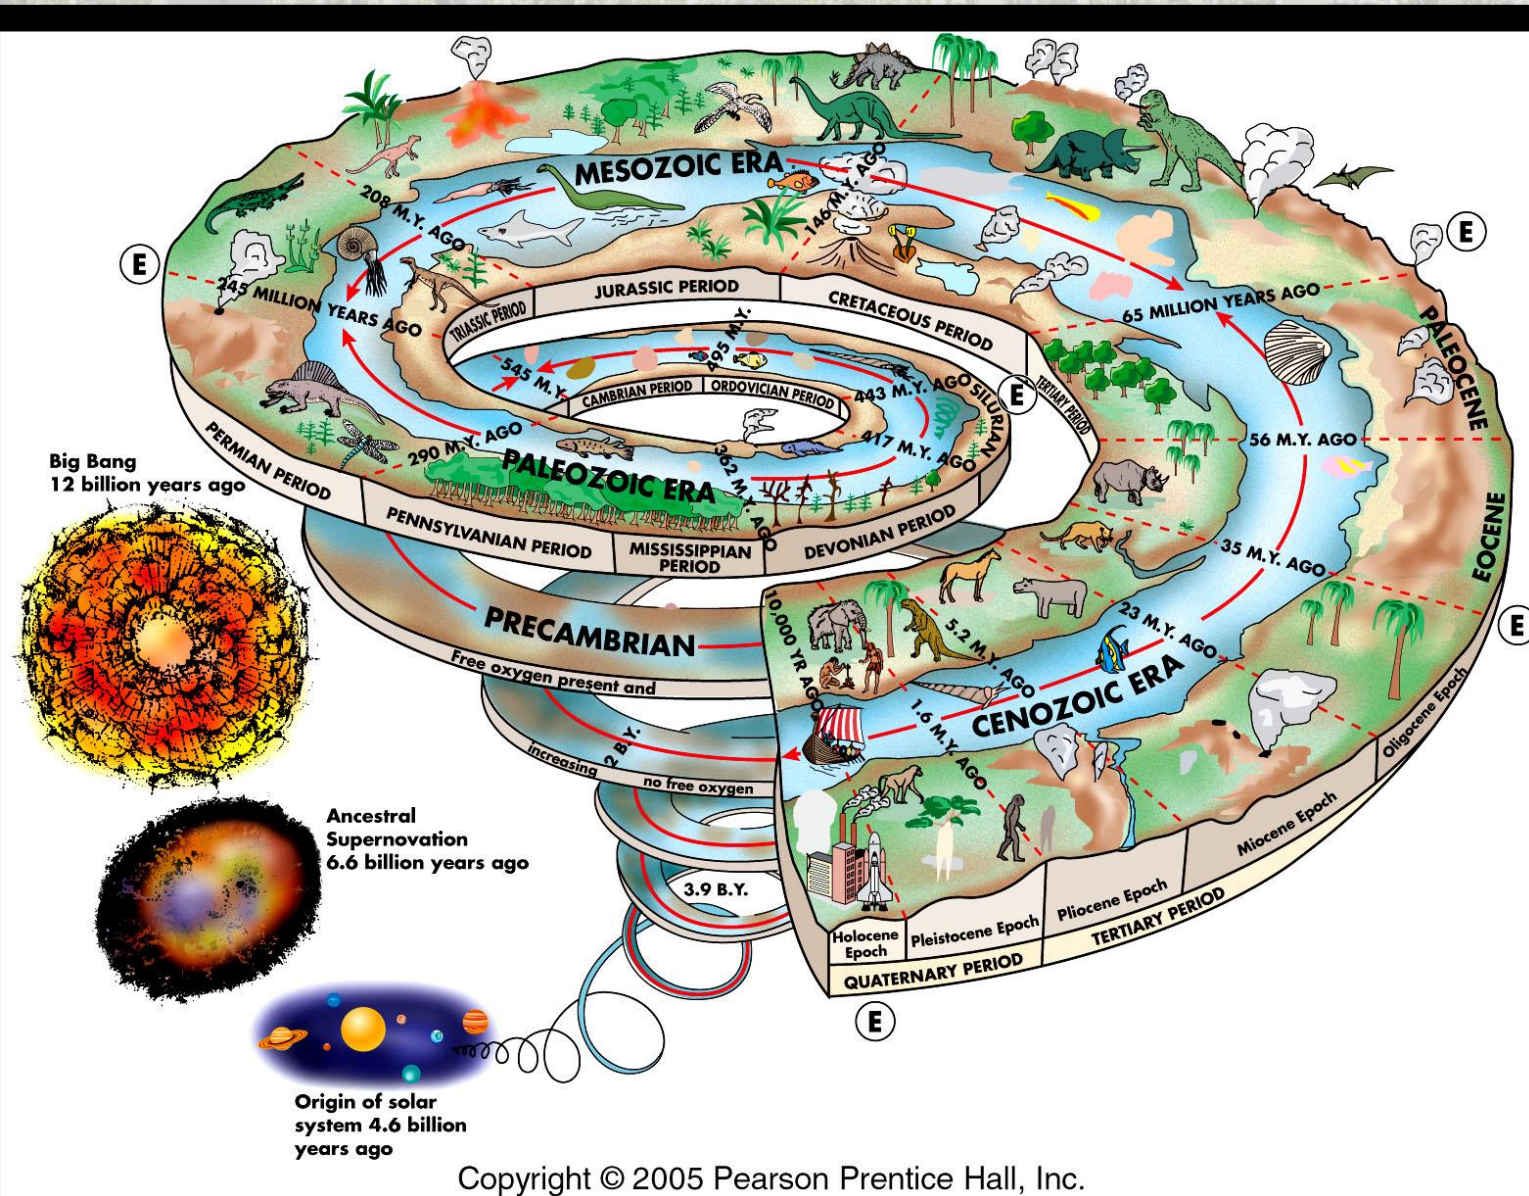 MESOZOIC ERA
208 M.Y. AGO
146 M.Y. AGO
E
E
245 MILLION YEARS AGO
65 MILLION YEARS AGO
TRIASSIC PERIOD
JURASSIC PERIOD
CRETACEOUS PERIOD
PALEOCENE
545 M.Y.
495 M.Y.
CAMBRIAN PERIOD
ORDOVICIAN PERIOD
443 M.Y. AGO
SILURIAN
E
TERTIARY PERIOD
417 M.Y. AGO
56 M.Y. AGO
290 M.Y. AGO
PALEOZOIC ERA
362 M.Y. AGO
PERMIAN PERIOD
PENNSYLVANIAN PERIOD
MISSISSIPPIAN
PERIOD
DEVONIAN PERIOD
35 M.Y. AGO
EOCENE
E
Big Bang
12 billion years ago
PRECAMBRIAN
10,000 YR AGO
5.2 M.Y. AGO
23 M.Y. AGO
Free oxygen present and
increasing
2 B.Y.
no free oxygen
1.6 M.Y. AGO
CENOZOIC ERA
Oligocene Epoch
Miocene Epoch
Pliocene Epoch
Pleistocene Epoch
Holocene
Epoch
TERTIARY PERIOD
QUATERNARY PERIOD
E
Ancestral
Supernovation
6.6 billion years ago
3.9 B.Y.
Origin of solar
system 4.6 billion
years ago
Copyright © 2005 Pearson Prentice Hall, Inc.